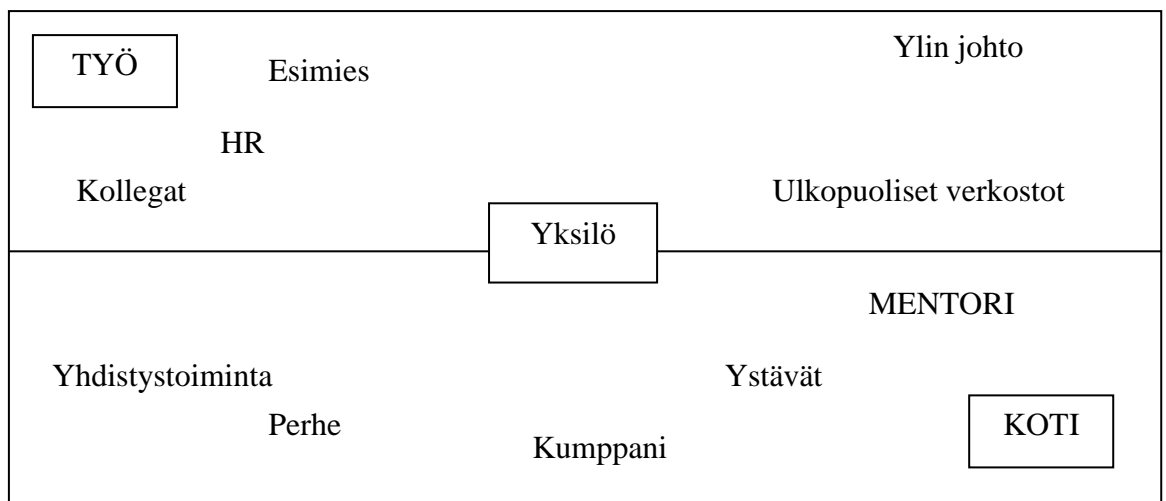 Ylin johto
TYÖ
Esimies
HR
Kollegat
Ulkopuoliset verkostot
Yksilö
MENTORI
Yhdistystoiminta
Ystävät
Perhe
KOTI
Kumppani